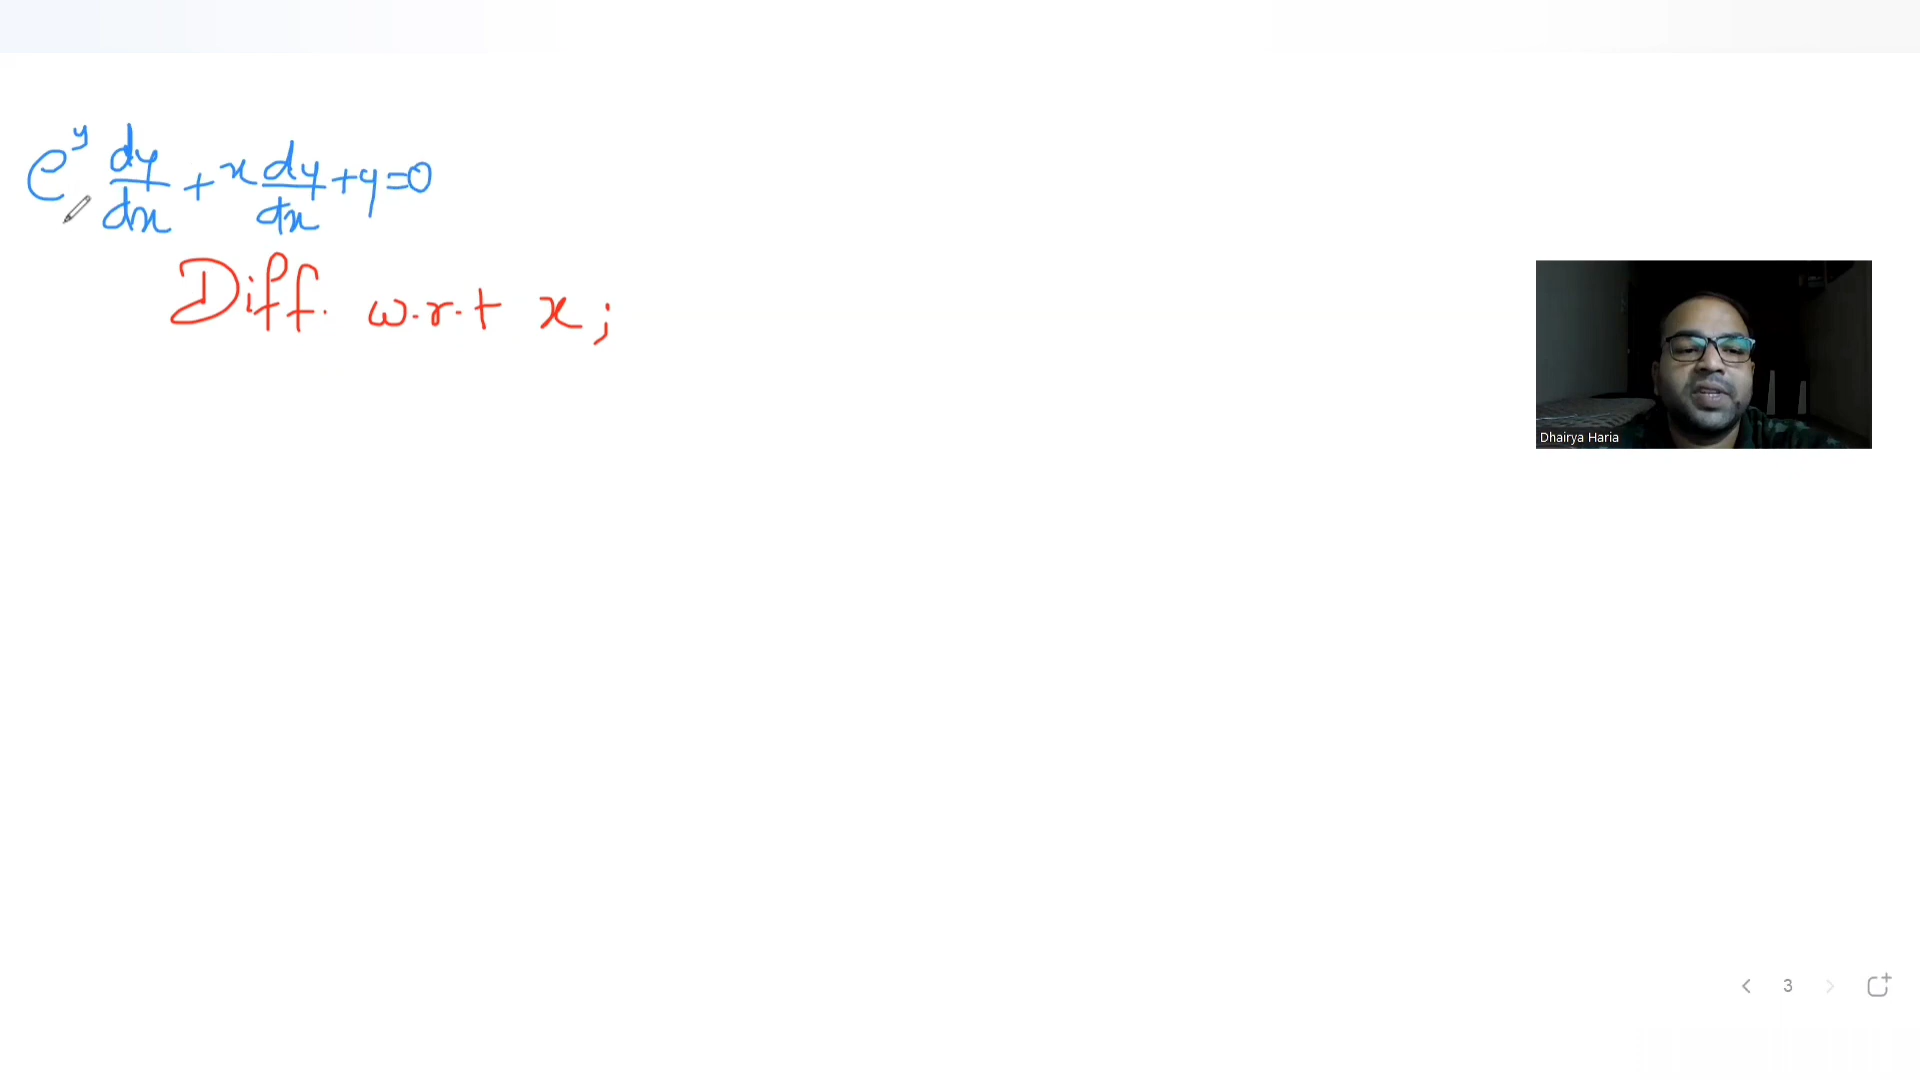 e^y dy/dx + x dy/dx + y = 0
Diff. w.r.t x ;
Dhairya Haria
3